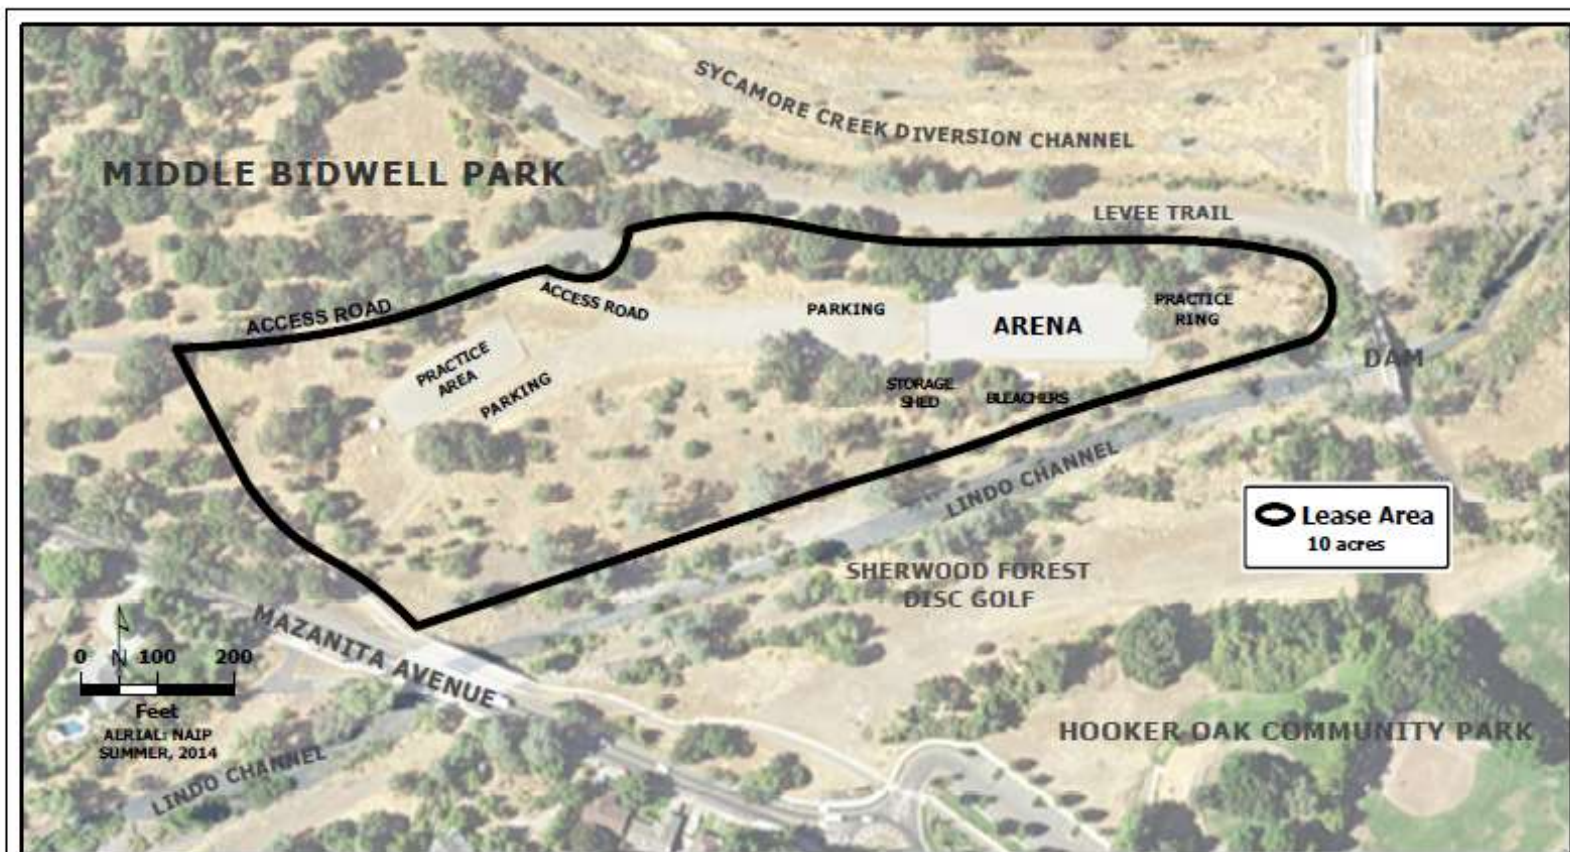 SYCAMORE CREEK DIVERSION CHANNEL
MIDDLE BIDWELL PARK
LEVEE TRAIL
ACCESS ROAD
ACCESS ROAD
PARKING
ARENA
PRACTICE
RING
PRACTICE
AREA
PARKING
STORAGE
SHED
BLEACHERS
DAM
LINDO CHANNEL
Lease Area
10 acres
SHERWOOD FOREST
DISC GOLF
MAZANITA AVENUE
0 N 100 200
Feet
AERIAL: NAIP
SUMMER, 2014
LINDO CHANNEL
HOOKER OAK COMMUNITY PARK